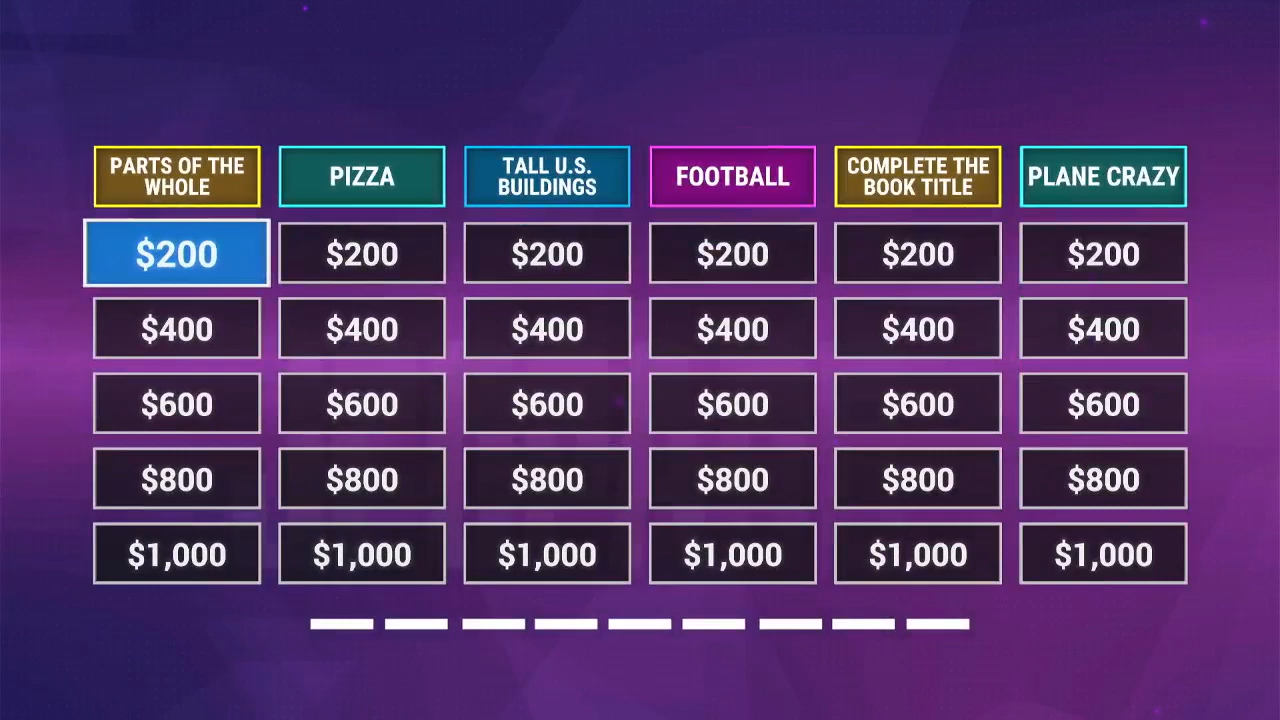 PARTS OF THE
WHOLE
PIZZA
TALL U.S.
BUILDINGS
FOOTBALL
COMPLETE THE
BOOK TITLE
PLANE CRAZY
$200 $200 $200 $200 $200 $200
$400 $400 $400 $400 $400 $400
$600 $600 $600 $600 $600 $600
$800 $800 $800 $800 $800 $800
$1,000 $1,000 $1,000 $1,000 $1,000 $1,000